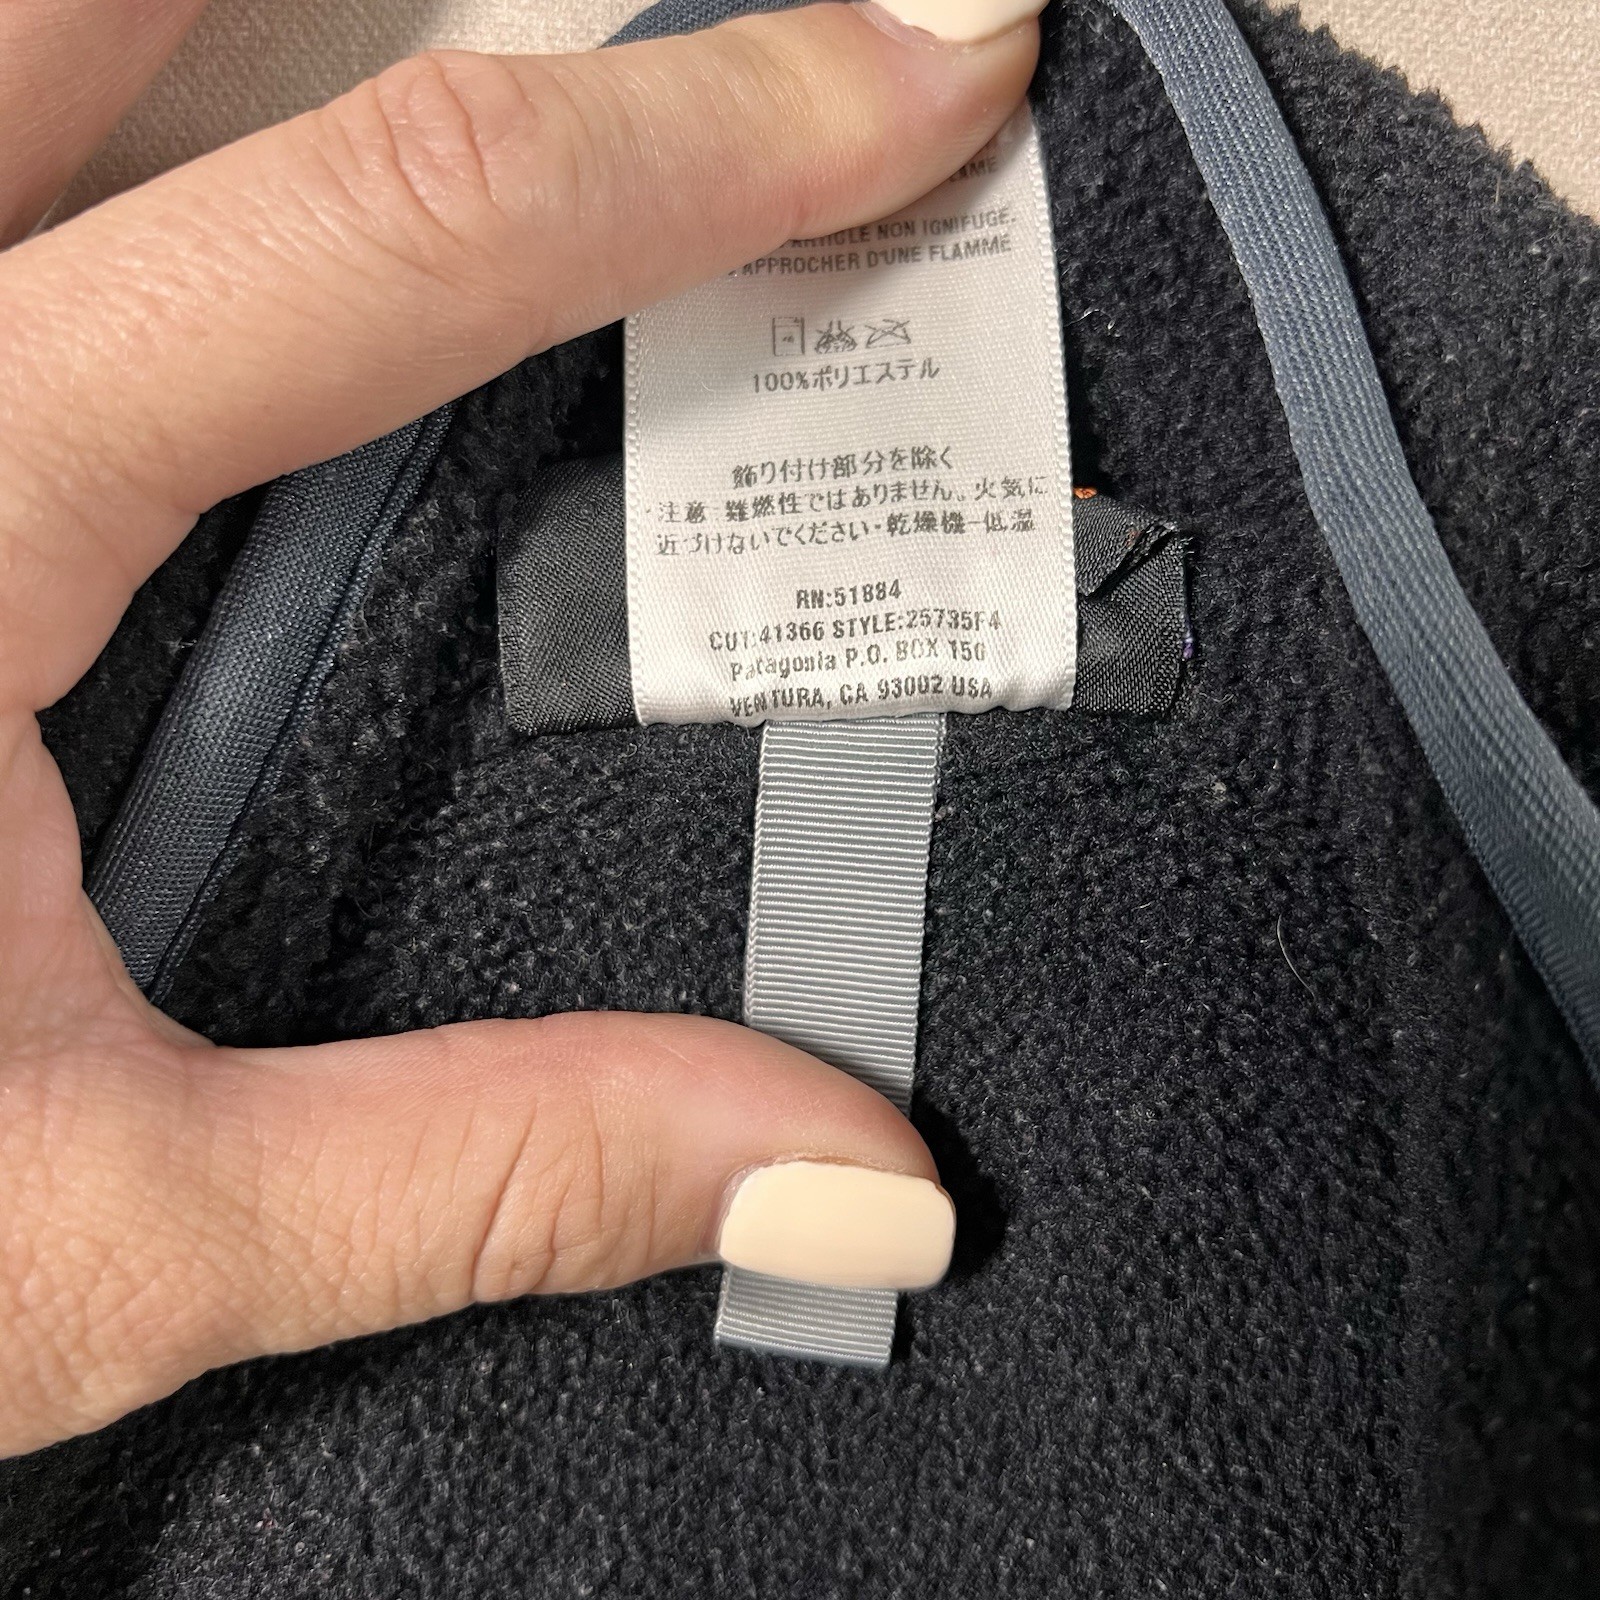 LAME
ARTICLE NON IGNIFUGE.
APPROCHER D'UNE FLAMME
100%ポリエステル
飾り付け部分を除く
・注意:難燃性ではありません。火気に
近づけないでください・乾燥機-低温
RN:51884
CUT:41366 STYLE:25735F4
Patagonia P.O. BOX 150
VENTURA, CA 93002 USA